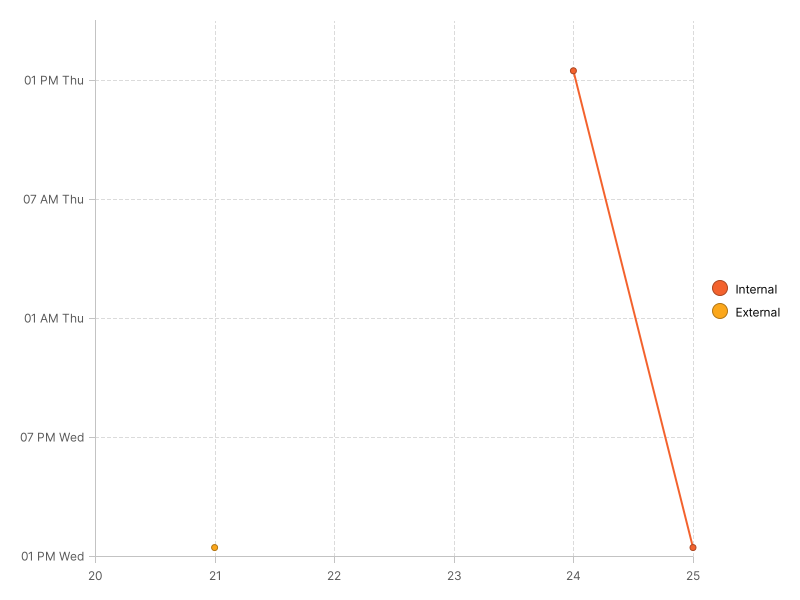 01 PM Thu
07 AM Thu
01 AM Thu
07 PM Wed
01 PM Wed
20 21 22 23 24 25
Internal
External